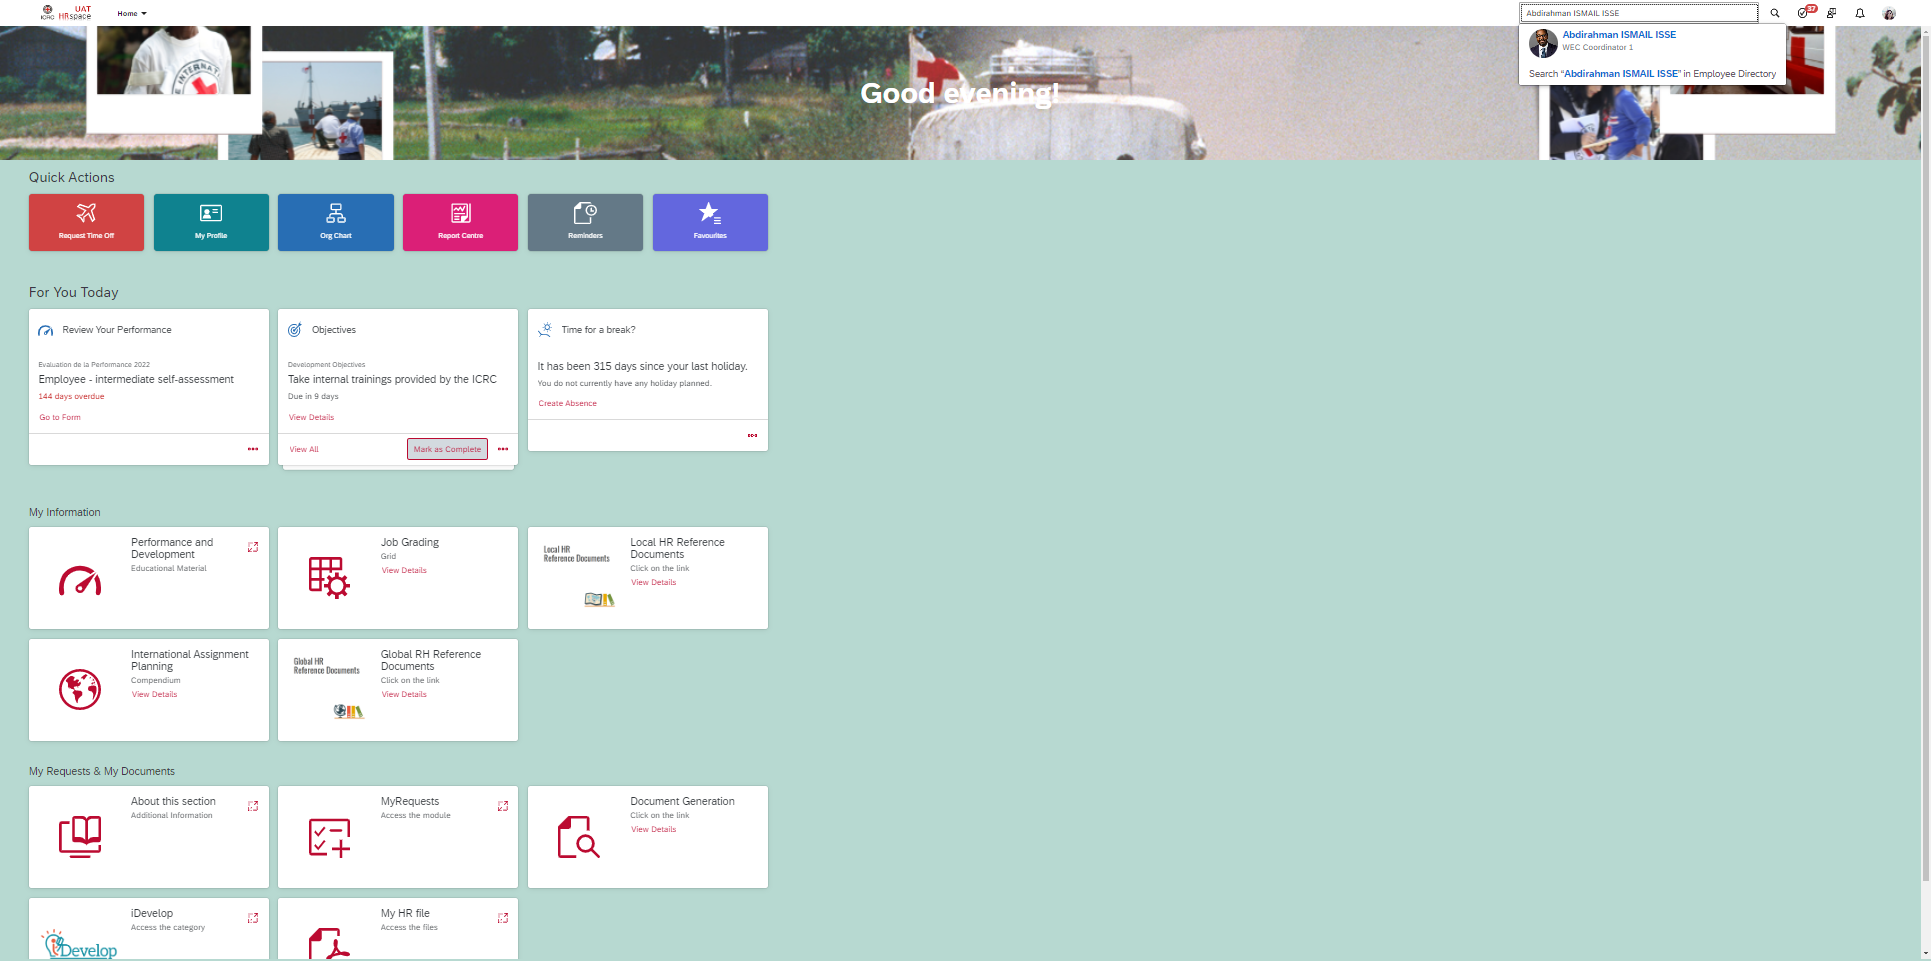 ICRC
UAT
HRspace
Home
Abdirahman ISMAIL ISSE
37
Abdirahman ISMAIL ISSE
WEC Coordinator 1
Search “Abdirahman ISMAIL ISSE” in Employee Directory
INTERNAT
Good evening!
Quick Actions
Request Time Off
My Profile
Org Chart
Report Centre
Reminders
Favourites
For You Today
Review Your Performance
Evaluation de la Performance 2022
Employee - intermediate self-assessment
144 days overdue
Go to Form
Objectives
Development Objectives
Take internal trainings provided by the ICRC
Due in 9 days
View Details
View All
Mark as Complete
Time for a break?
It has been 315 days since your last holiday.
You do not currently have any holiday planned.
Create Absence
My Information
Performance and
Development
Educational Material
Job Grading
Grid
View Details
Local HR
Reference Documents
Local HR Reference
Documents
Click on the link
View Details
International Assignment
Planning
Compendium
View Details
Global HR
Reference Documents
Global RH Reference
Documents
Click on the link
View Details
My Requests & My Documents
About this section
Additional Information
MyRequests
Access the module
Document Generation
Click on the link
View Details
iDevelop
Access the category
iDevelop
My HR file
Access the files